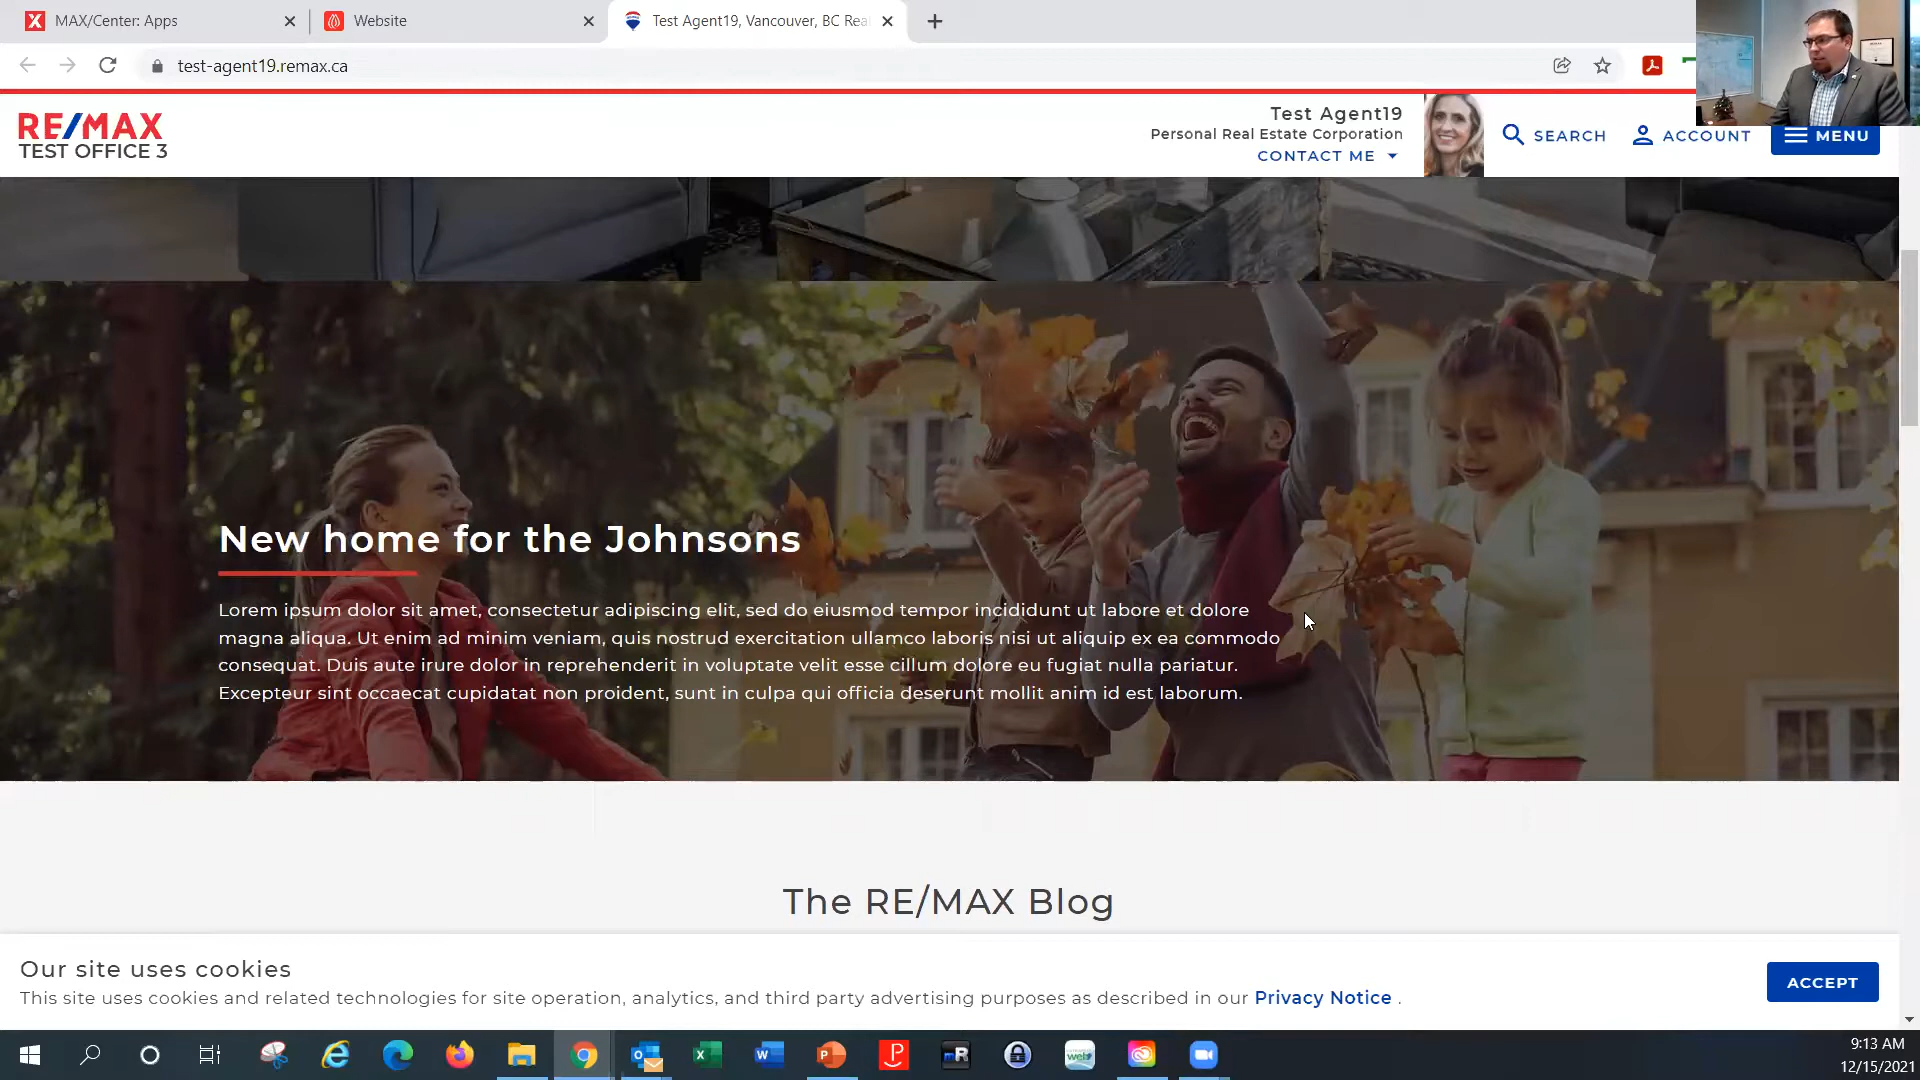 MAX/Center: Apps
Website
Test Agent19, Vancouver, BC Rea
test-agent19.remax.ca
RE/MAX
TEST OFFICE 3
Test Agent19
Personal Real Estate Corporation
CONTACT ME
SEARCH
ACCOUNT
MENU
New home for the Johnsons
Lorem ipsum dolor sit amet, consectetur adipiscing elit, sed do eiusmod tempor incididunt ut labore et dolore
magna aliqua. Ut enim ad minim veniam, quis nostrud exercitation ullamco laboris nisi ut aliquip ex ea commodo
consequat. Duis aute irure dolor in reprehenderit in voluptate velit esse cillum dolore eu fugiat nulla pariatur.
Excepteur sint occaecat cupidatat non proident, sunt in culpa qui officia deserunt mollit anim id est laborum.
The RE/MAX Blog
Our site uses cookies
This site uses cookies and related technologies for site operation, analytics, and third party advertising purposes as described in our Privacy Notice .
ACCEPT
9:13 AM
12/15/2021